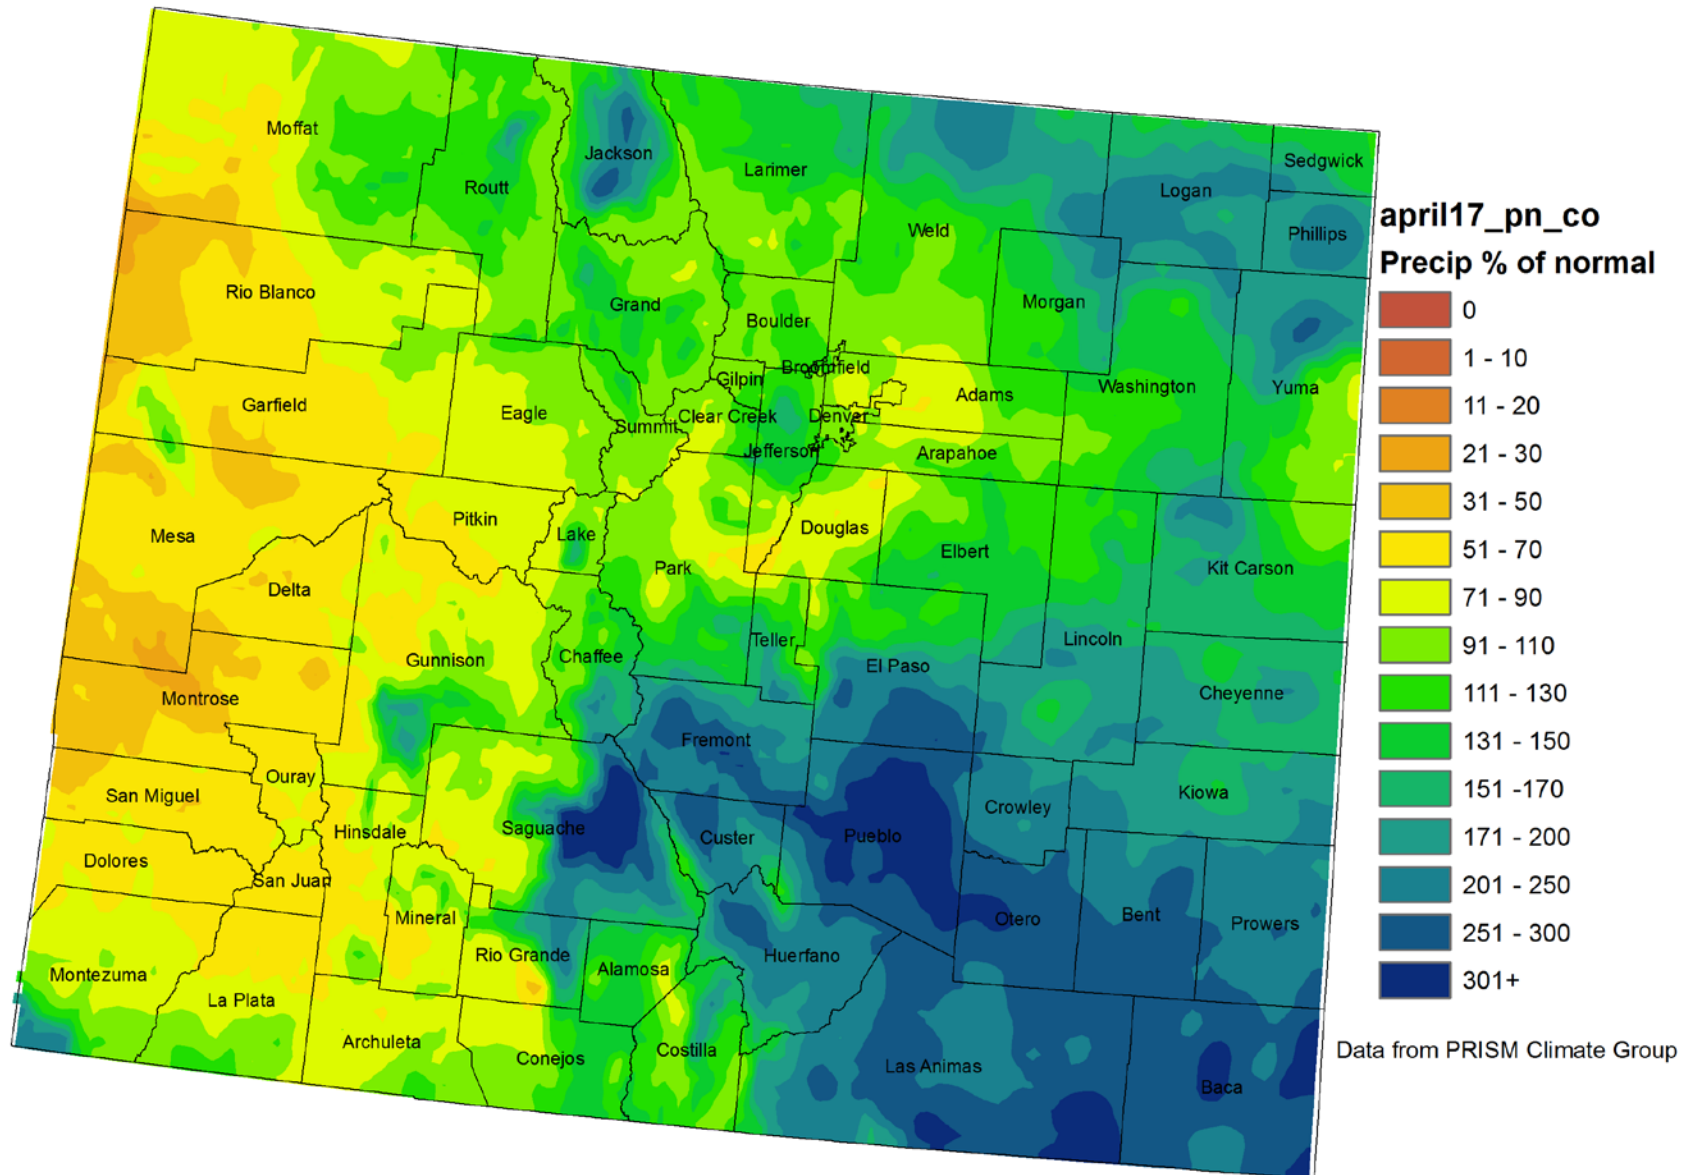 Moffat
Jackson
Routt
Larimer
Sedgwick
Logan
Phillips
Weld
Rio Blanco
Grand
Morgan
Boulder
Broomfield
Gilpin
Garfield
Eagle
Summit
Clear Creek
Denver
Adams
Washington
Yuma
Jefferson
Arapahoe
Mesa
Pitkin
Lake
Douglas
Elbert
Park
Kit Carson
Delta
Gunnison
Chaffee
Teller
El Paso
Lincoln
Montrose
Cheyenne
Fremont
Ouray
San Miguel
Hinsdale
Saguache
Custer
Pueblo
Crowley
Kiowa
Dolores
San Juan
Mineral
Otero
Bent
Prowers
Montezuma
La Plata
Rio Grande
Alamosa
Huerfano
Archuleta
Conejos
Costilla
Las Animas
Baca
april17_pn_co
Precip % of normal
0
1 - 10
11 - 20
21 - 30
31 - 50
51 - 70
71 - 90
91 - 110
111 - 130
131 - 150
151 -170
171 - 200
201 - 250
251 - 300
301+
Data from PRISM Climate Group